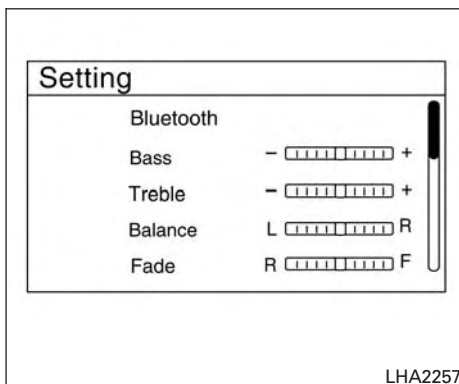 Setting
Bluetooth
Bass - +
Treble - +
Balance L R
Fade R F
LHA2257